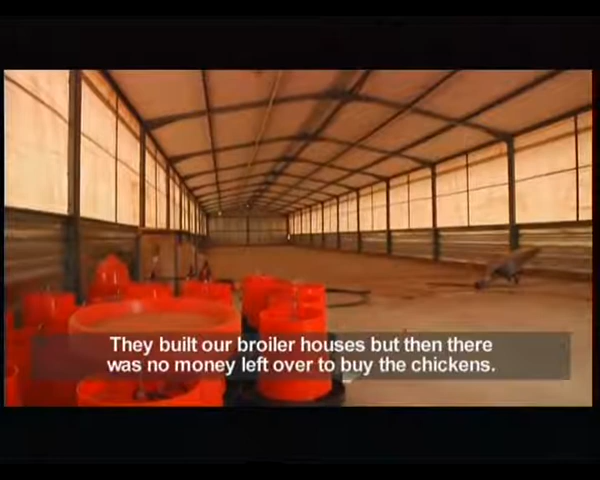 They built our broiler houses but then there
was no money left over to buy the chickens.